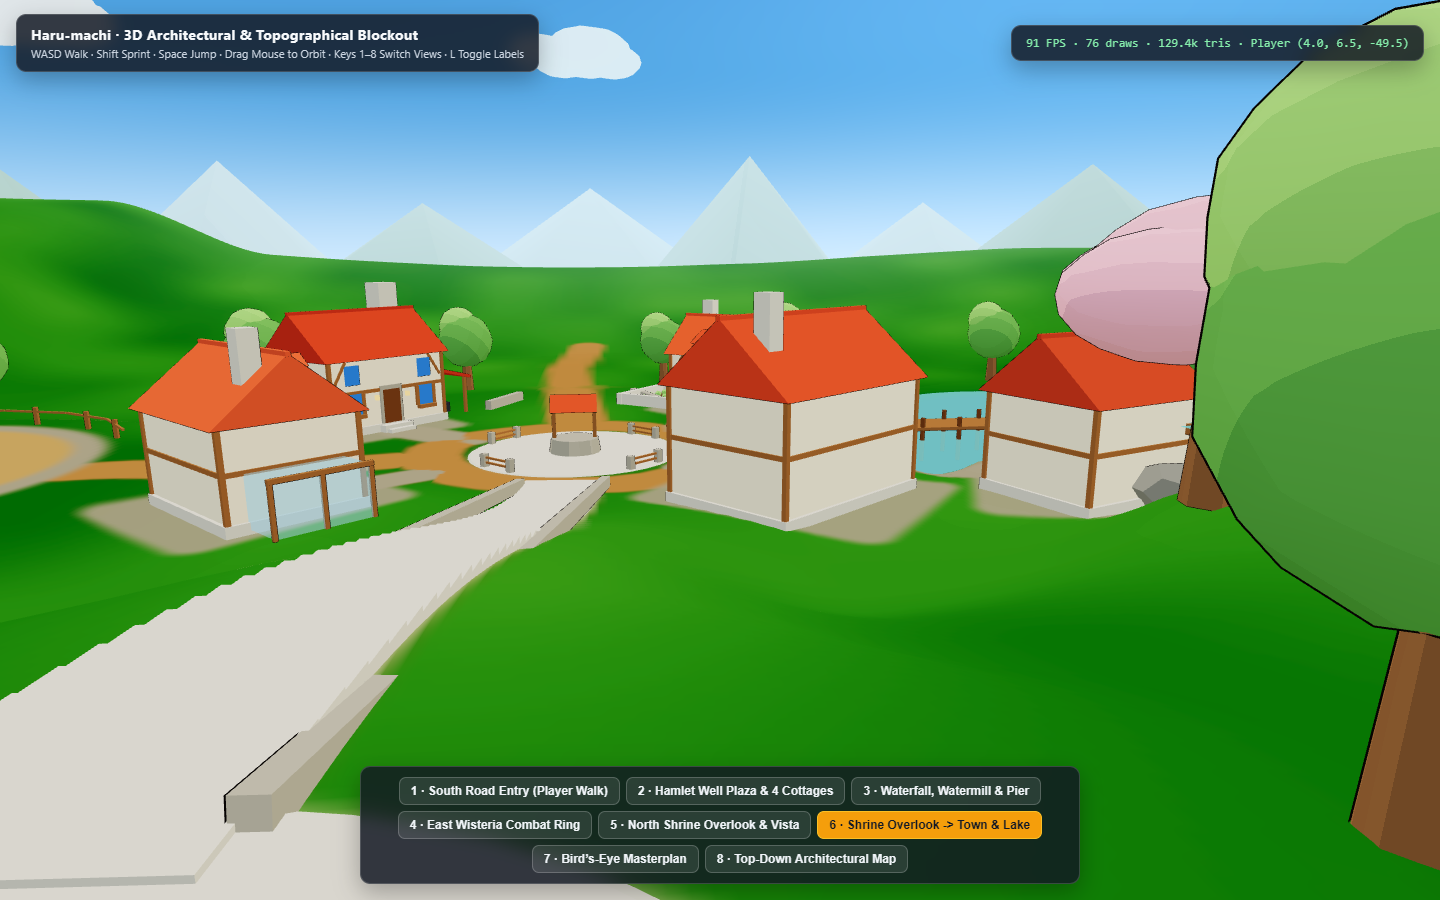 Haru-machi · 3D Architectural & Topographical Blockout
WASD Walk · Shift Sprint · Space Jump · Drag Mouse to Orbit · Keys 1–8 Switch Views · L Toggle Labels
91 FPS · 76 draws · 129.4k tris · Player (4.0, 6.5, -49.5)
1 · South Road Entry (Player Walk)
2 · Hamlet Well Plaza & 4 Cottages
3 · Waterfall, Watermill & Pier
4 · East Wisteria Combat Ring
5 · North Shrine Overlook & Vista
6 · Shrine Overlook -> Town & Lake
7 · Bird's-Eye Masterplan
8 · Top-Down Architectural Map